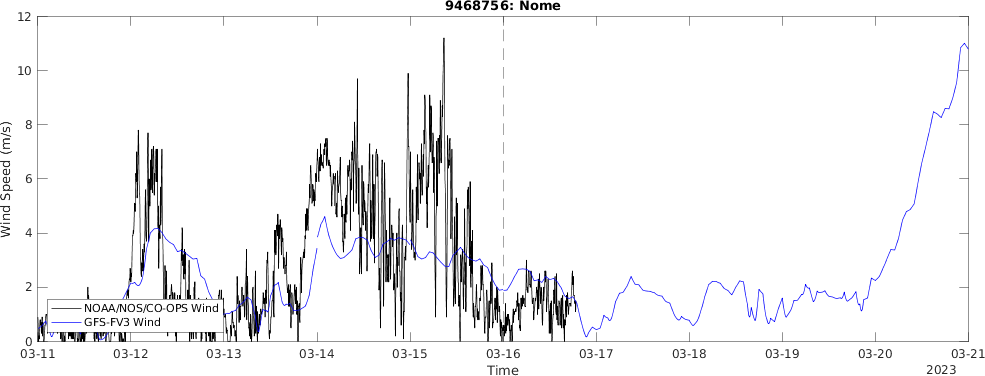 9468756: Nome
12
10
8
6
4
2
0
Wind Speed (m/s)
NOAA/NOS/CO-OPS Wind
GFS-FV3 Wind
03-11 03-12 03-13 03-14 03-15 03-16 03-17 03-18 03-19 03-20 03-21
Time
2023